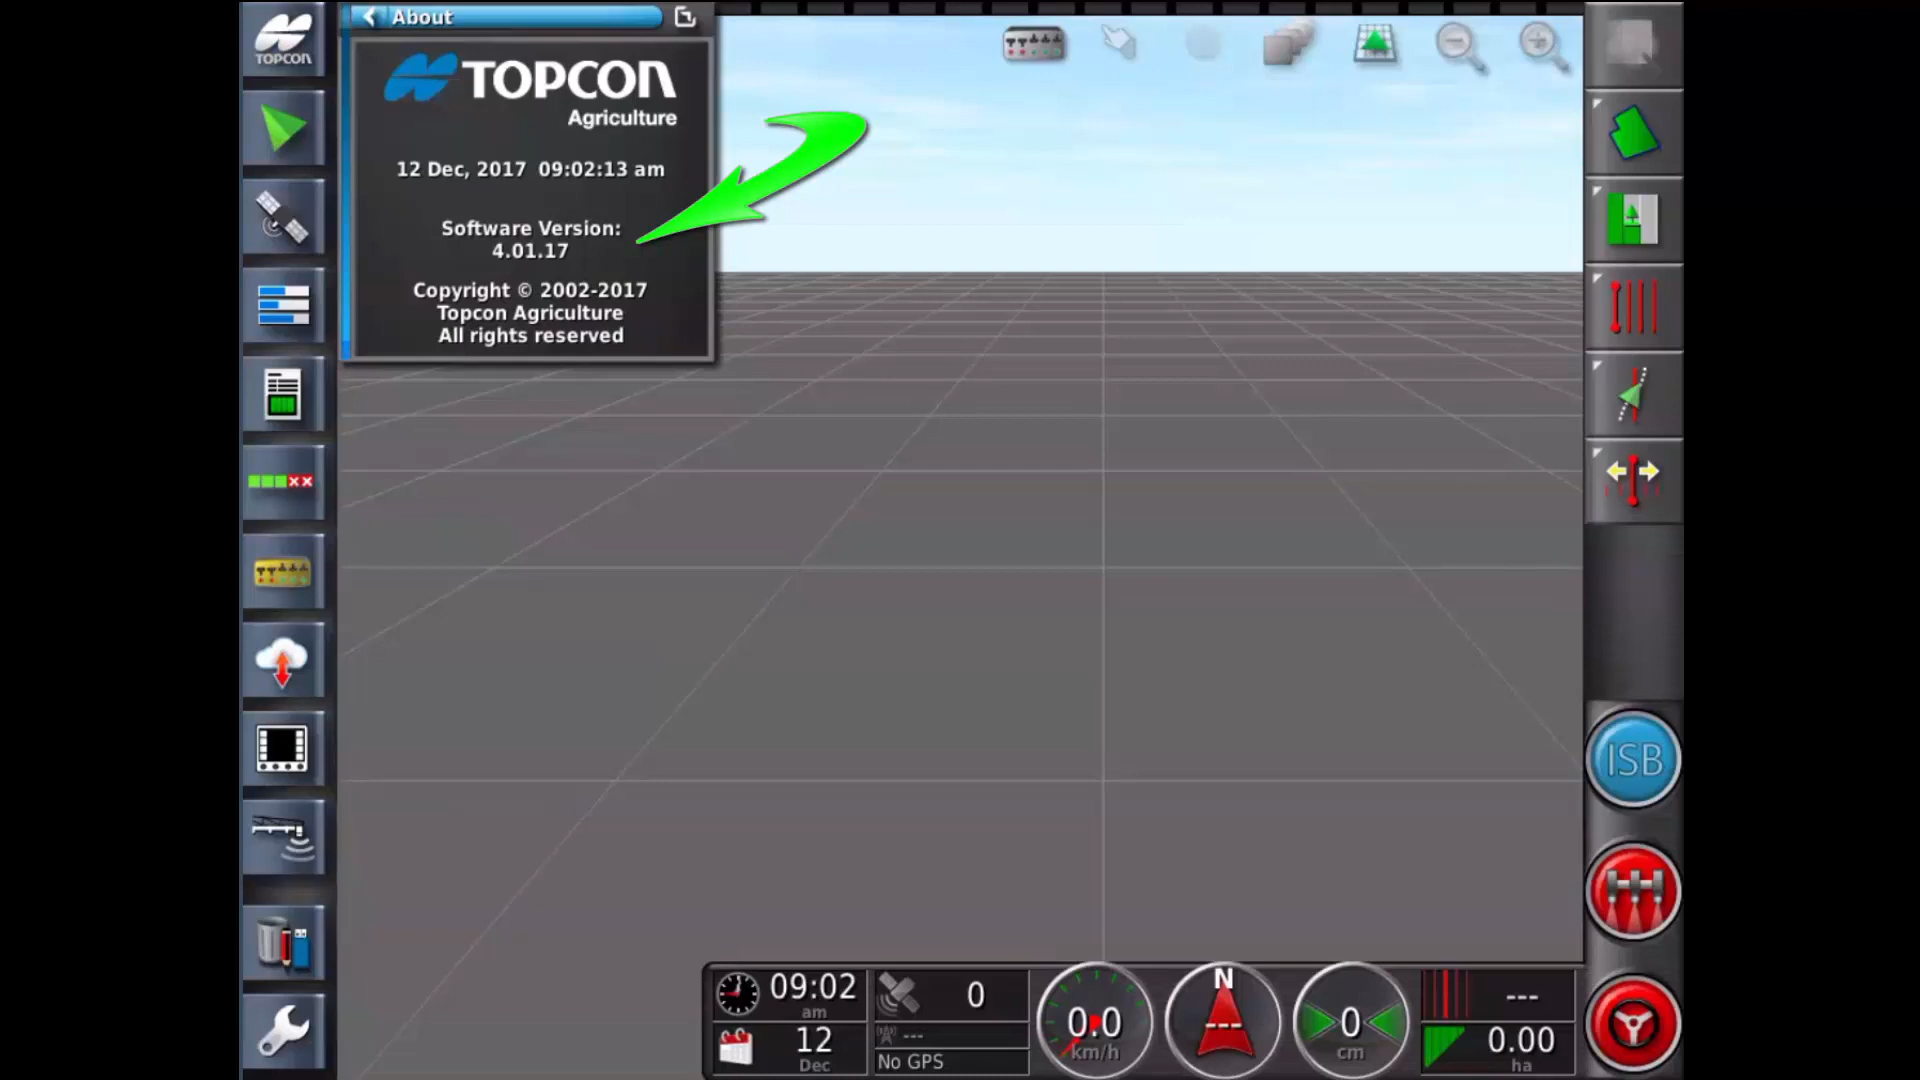 TOPCON
About
TOPCON
Agriculture
12 Dec, 2017 09:02:13 am
Software Version:
4.01.17
Copyright © 2002-2017
Topcon Agriculture
All rights reserved
ISB
09:02
am
12
Dec
0
---
No GPS
0.0
km/h
N
---
0
cm
---
0.00
ha